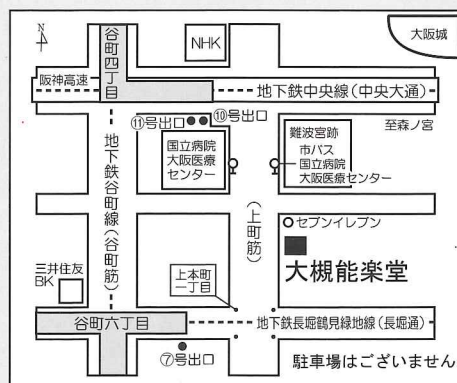 N
谷町四丁目
NHK
大阪城
阪神高速
地下鉄中央線(中央大通)
⑪号出口
⑩号出口
至森ノ宮
国立病院
大阪医療
センター
難波宮跡
市バス
国立病院
大阪医療センター
地下鉄谷町線(谷町筋)
(上町筋)
セブンイレブン
大槻能楽堂
三井住友
BK
上本町
一丁目
谷町六丁目
地下鉄長堀鶴見緑地線(長堀通)
⑦号出口
駐車場はございません